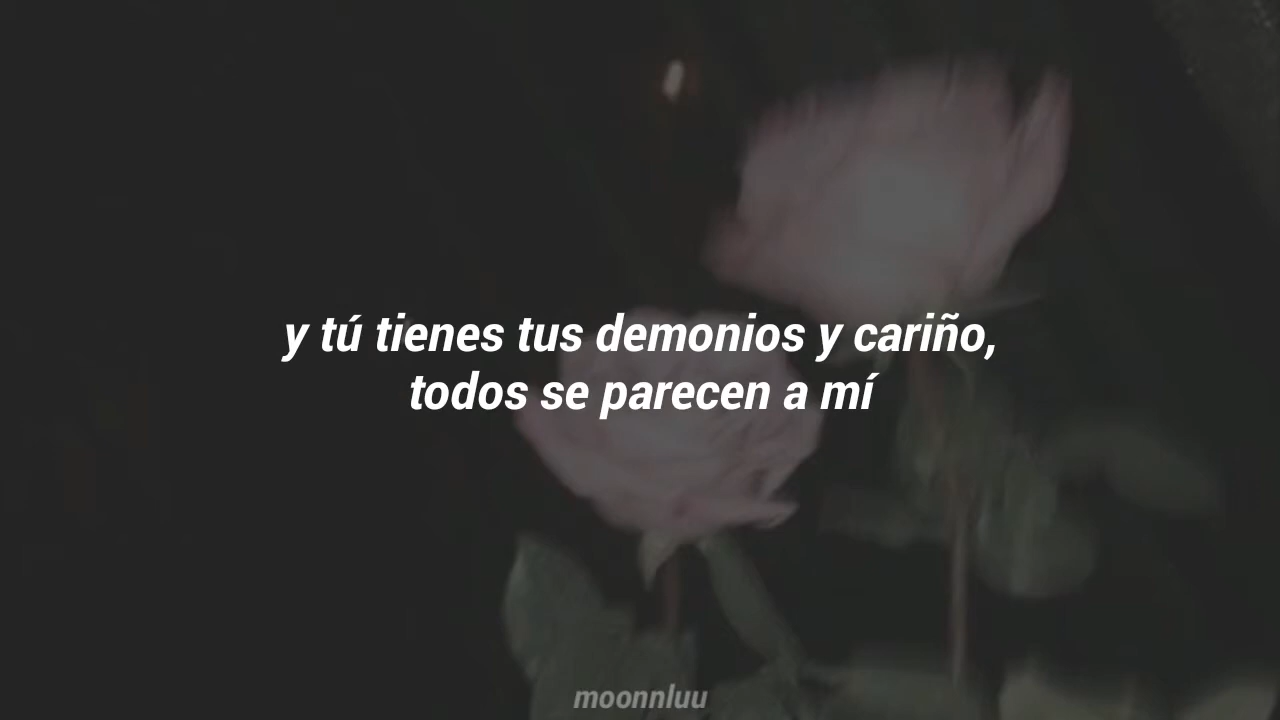 y tú tienes tus demonios y cariño,
todos se parecen a mí
moonnluu